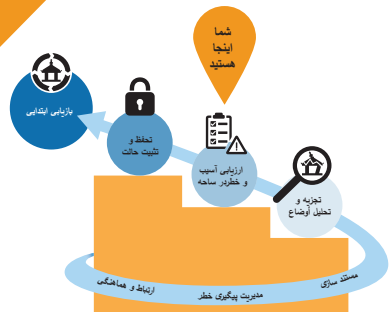 شما
اینجا
هستید
تجزیه و
تحلیل أوضاع
ارزیابی آسیب
و خطردر ساحه
تحفظ و
تثبیت حالت
بازیابی ابتدایی
مستند سازی
مدیریت پیگیری خطر
ارتباط و هماهنگی